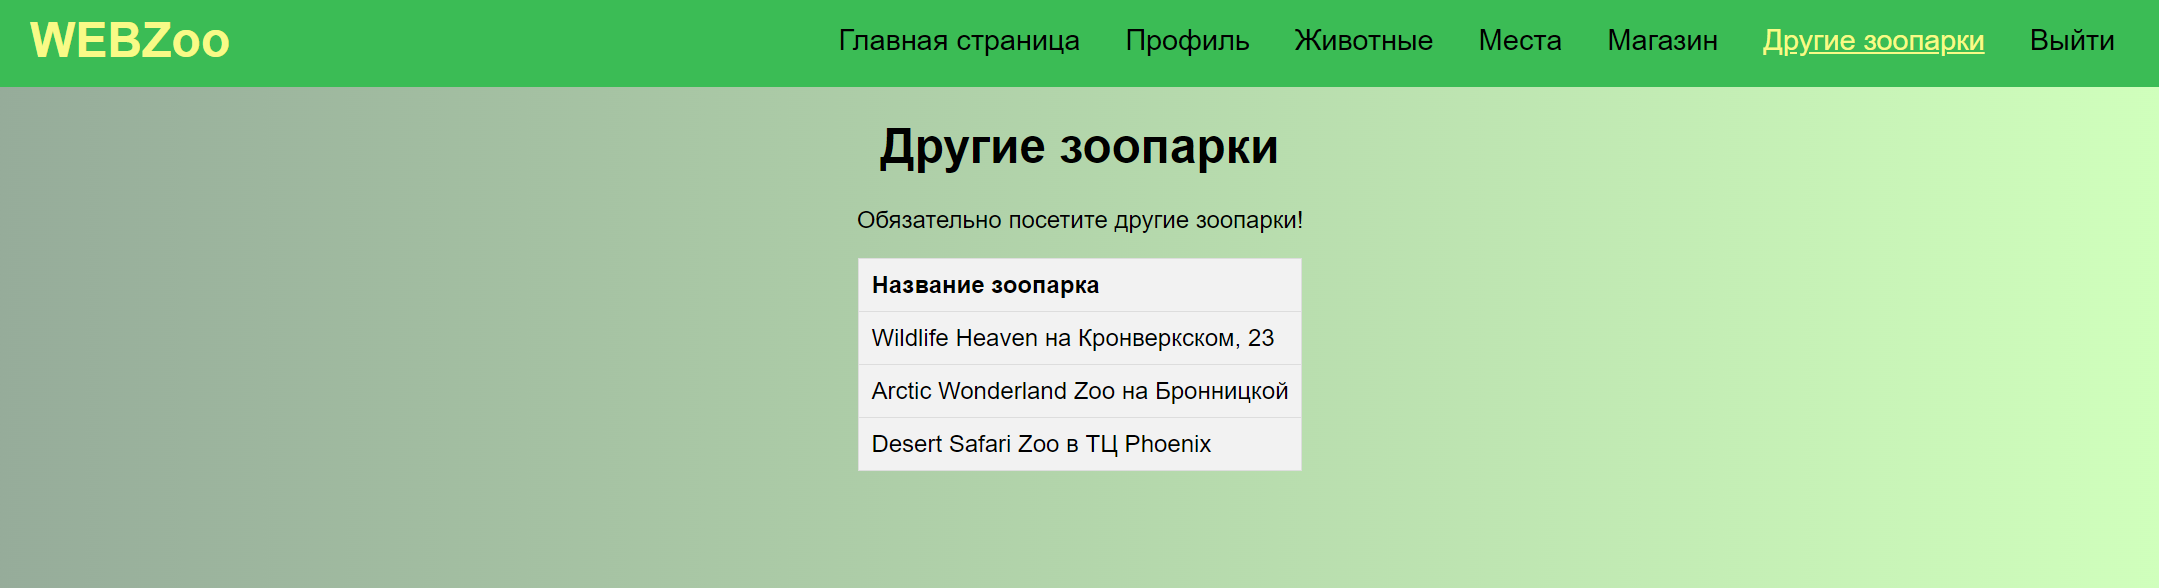 WEBZoo
Главная страница Профиль Животные Места Магазин Другие зоопарки Выйти
Другие зоопарки
Обязательно посетите другие зоопарки!
Название зоопарка
Wildlife Heaven на Кронверкском, 23
Arctic Wonderland Zoo на Бронницкой
Desert Safari Zoo в ТЦ Phoenix